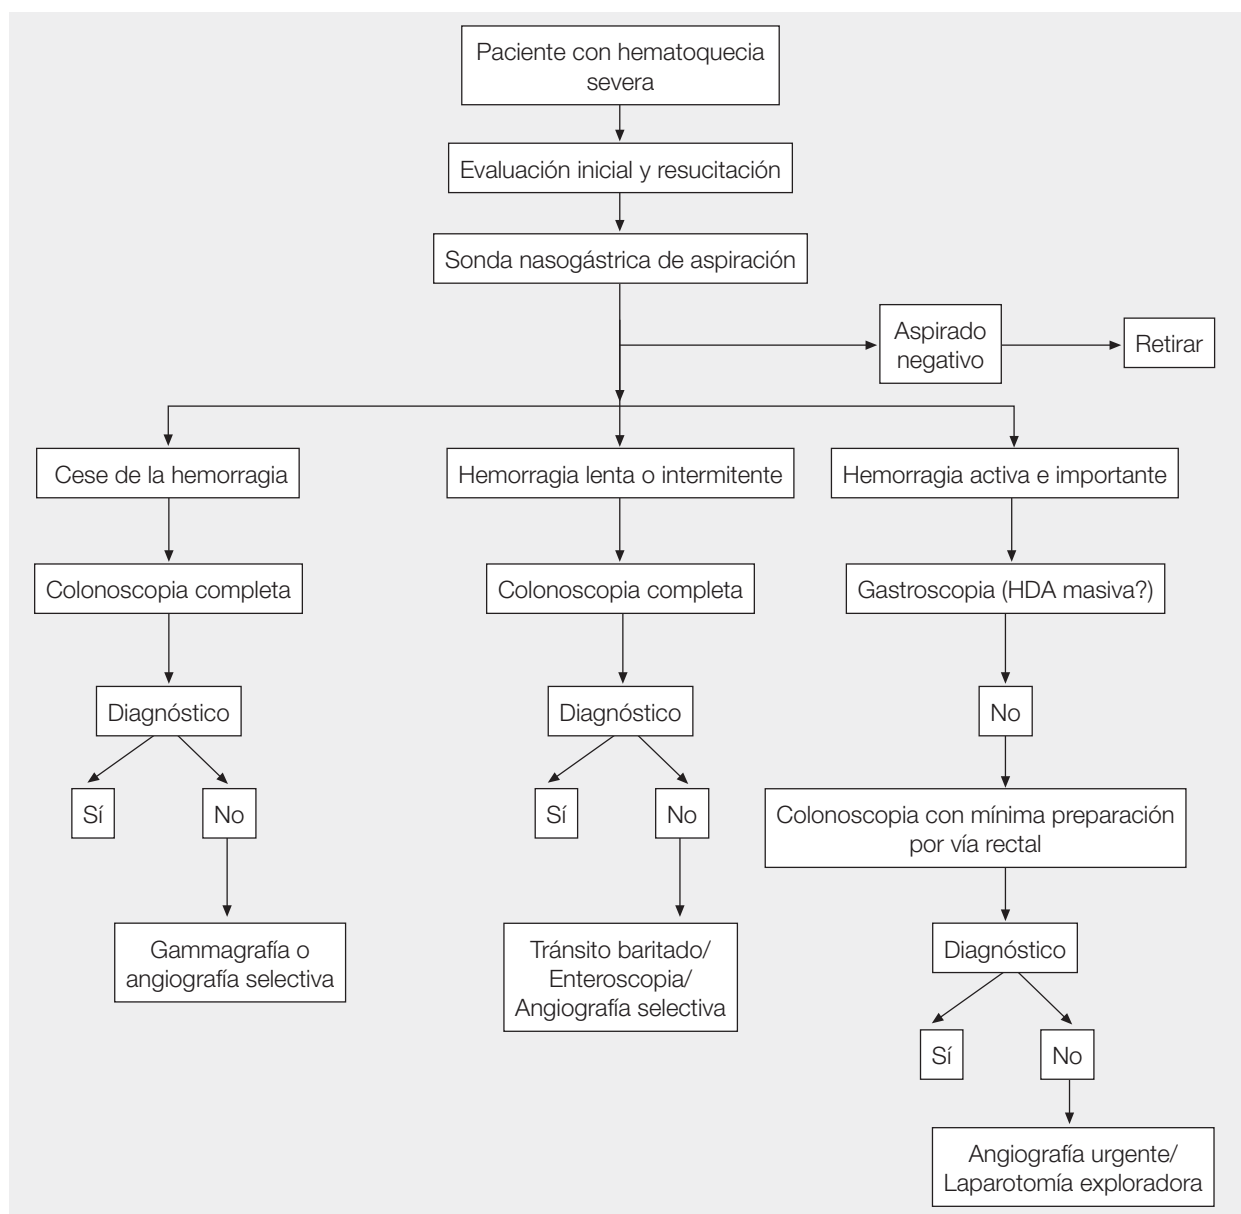 Paciente con hematoquecia
severa
Evaluación inicial y resucitación
Sonda nasogástrica de aspiración
Aspirado
negativo
Retirar
Cese de la hemorragia
Hemorragia lenta o intermitente
Hemorragia activa e importante
Colonoscopia completa
Colonoscopia completa
Gastroscopia (HDA masiva?)
Diagnóstico
Diagnóstico
No
Sí
No
Sí
No
Colonoscopia con mínima preparación
por vía rectal
Gammagrafía o
angiografía selectiva
Tránsito baritado/
Enteroscopia/
Angiografía selectiva
Diagnóstico
Sí
No
Angiografía urgente/
Laparotomía exploradora